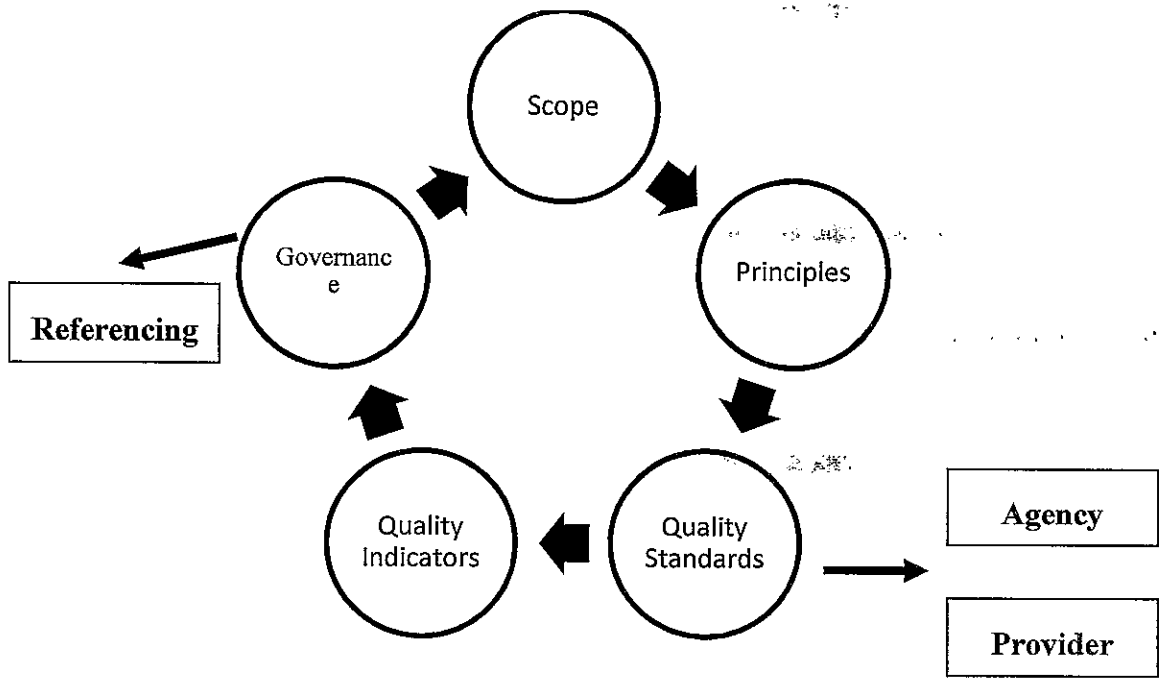 Scope
Principles
Governanc
e
Referencing
Quality
Indicators
Quality
Standards
Agency
Provider